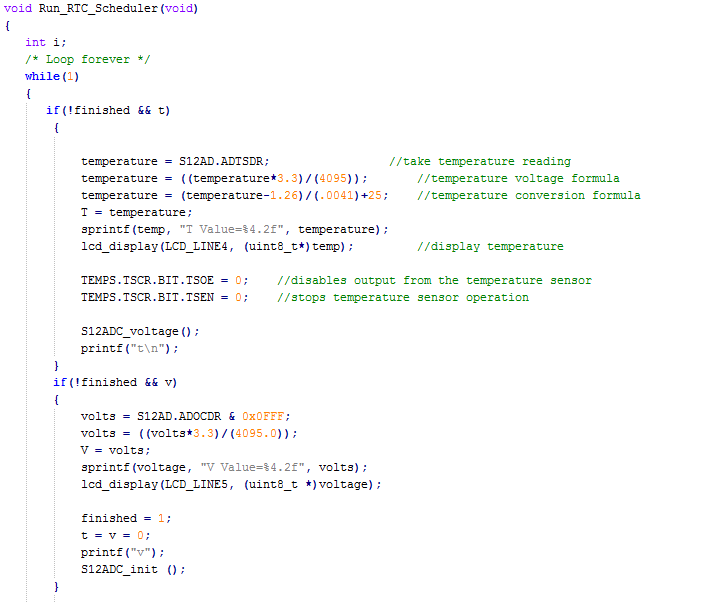 void Run_RTC_Scheduler(void)
{
int i;
/* Loop forever */
while(1)
{
if(!finished && t)
{
temperature = S12AD.ADTSDR; //take temperature reading
temperature = ((temperature*3.3)/(4095)); //temperature voltage formula
temperature = (temperature-1.26)/(.0041)+25; //temperature conversion formula
T = temperature;
sprintf(temp, "T Value=%4.2f", temperature);
lcd_display(LCD_LINE4, (uint8_t*)temp); //display temperature
TEMPS.TSCR.BIT.TSOE = 0; //disables output from the temperature sensor
TEMPS.TSCR.BIT.TSEN = 0; //stops temperature sensor operation
S12ADC_voltage();
printf("t\n");
}
if(!finished && v)
{
volts = S12AD.ADOCDR & 0x0FFF;
volts = ((volts*3.3)/(4095.0));
V = volts;
sprintf(voltage, "V Value=%4.2f", volts);
lcd_display(LCD_LINE5, (uint8_t *)voltage);
finished = 1;
t = v = 0;
printf("v");
S12ADC_init ();
}